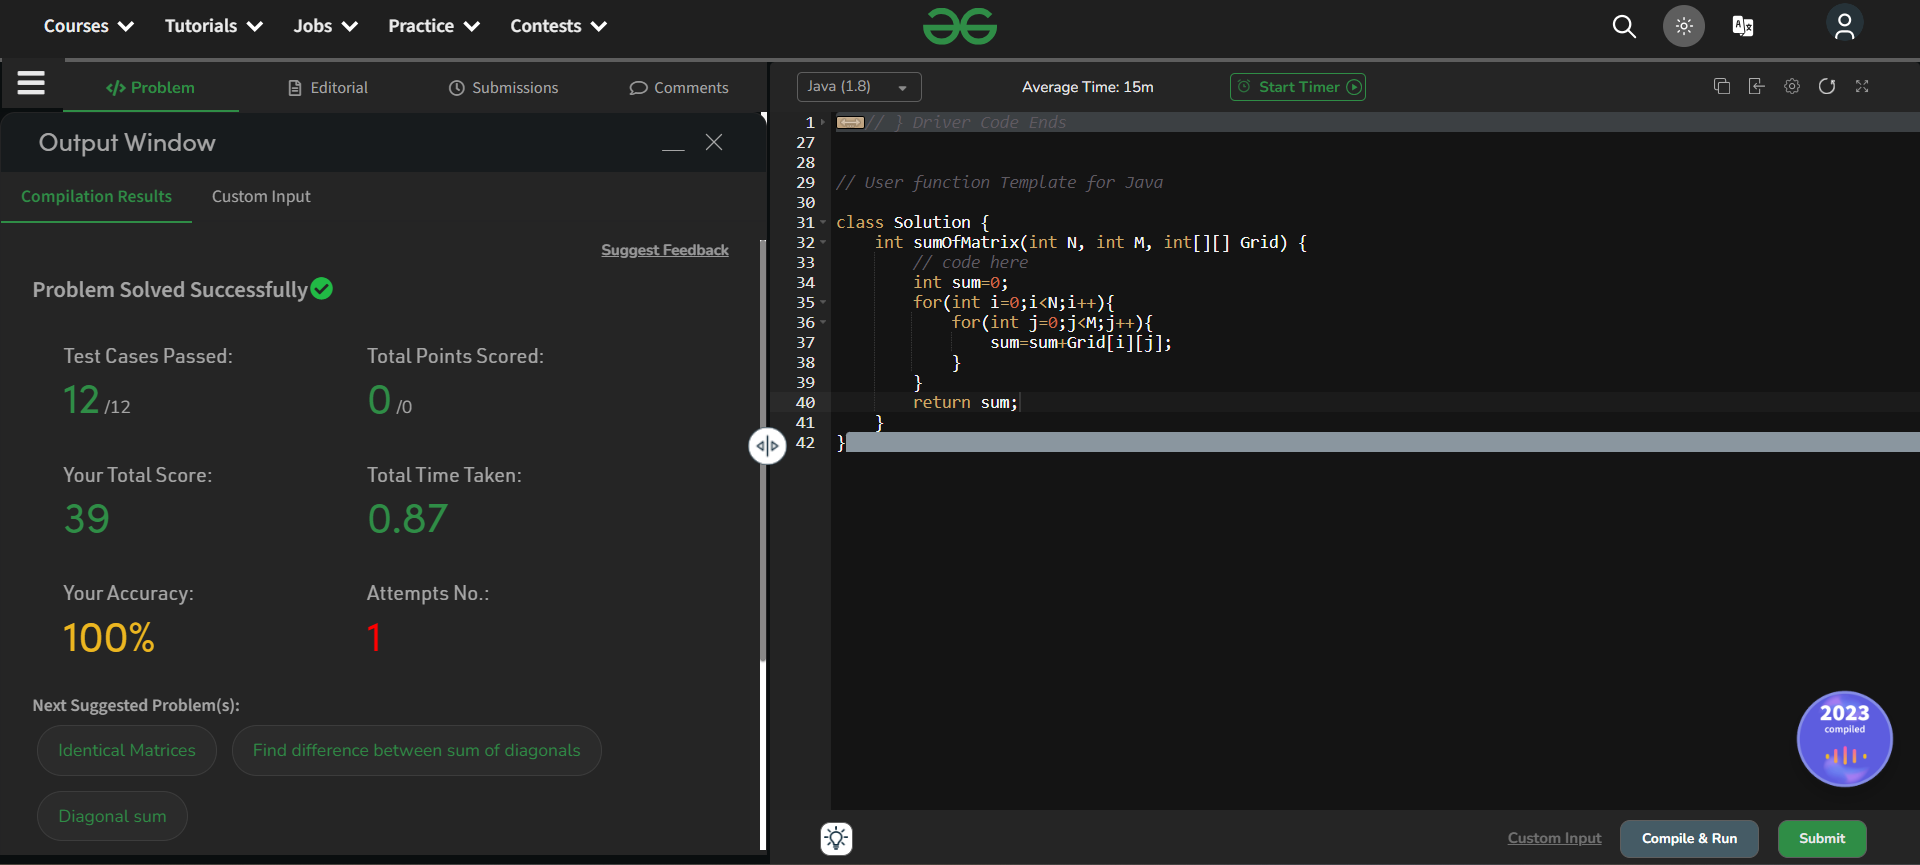 Courses Tutorials Jobs Practice Contests
Problem Editorial Submissions Comments
Output Window
Compilation Results Custom Input
Suggest Feedback
Problem Solved Successfully
Test Cases Passed: Total Points Scored:
12 /12 0 /0
Your Total Score: Total Time Taken:
39 0.87
Your Accuracy: Attempts No.:
100% 1
Next Suggested Problem(s):
Identical Matrices Find difference between sum of diagonals
Diagonal sum
Java (1.8) Average Time: 15m Start Timer
1 // } Driver Code Ends
27
28
29 // User function Template for Java
30
31 class Solution {
32 int sumOfMatrix(int N, int M, int[][] Grid) {
33 // code here
34 int sum=0;
35 for(int i=0;i<N;i++){
36 for(int j=0;j<M;j++){
37 sum=sum+Grid[i][j];
38 }
39 }
40 return sum;
41 }
42 }
2023
compiled
Custom Input Compile & Run Submit